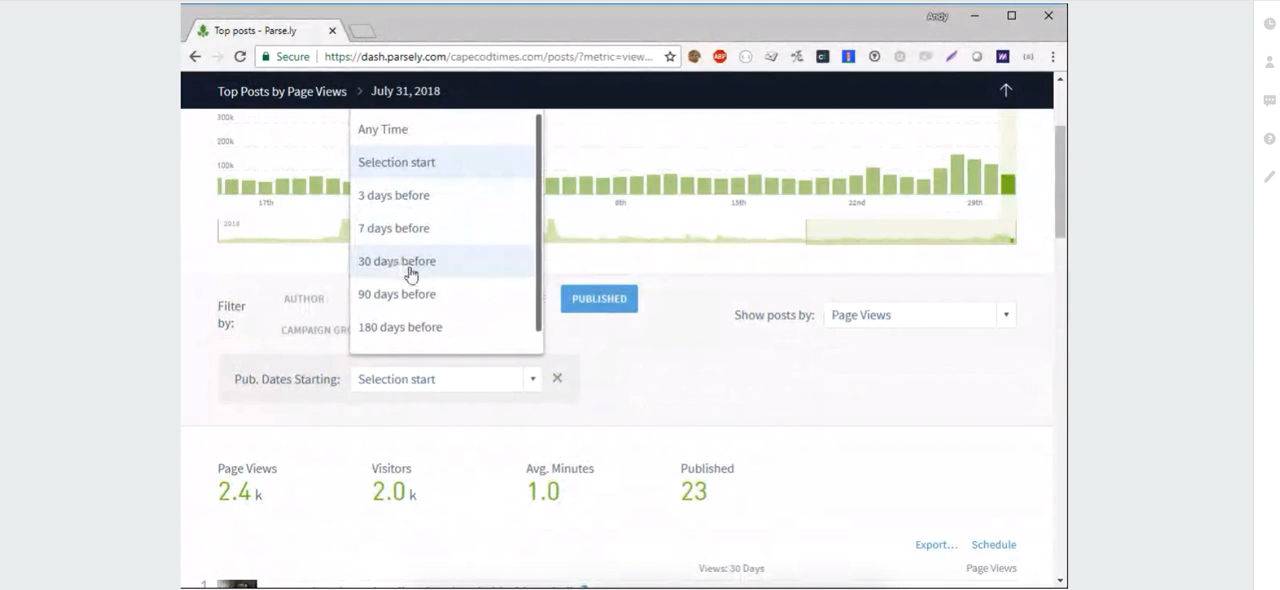 Andy
Top posts - Parse.ly
Secure https://dash.parsely.com/capecodtimes.com/posts/?metric=view...
ABP
Top Posts by Page Views > July 31, 2018
300k
200k
100k
17th 8th 15th 22nd 29th
2018
Any Time
Selection start
3 days before
7 days before
30 days before
90 days before
180 days before
Filter by:
AUTHOR
PUBLISHED
CAMPAIGN GR
Show posts by: Page Views
Pub. Dates Starting: Selection start
Page Views Visitors Avg. Minutes Published
2.4 k 2.0 k 1.0 23
Export... Schedule
Views: 30 Days Page Views
1